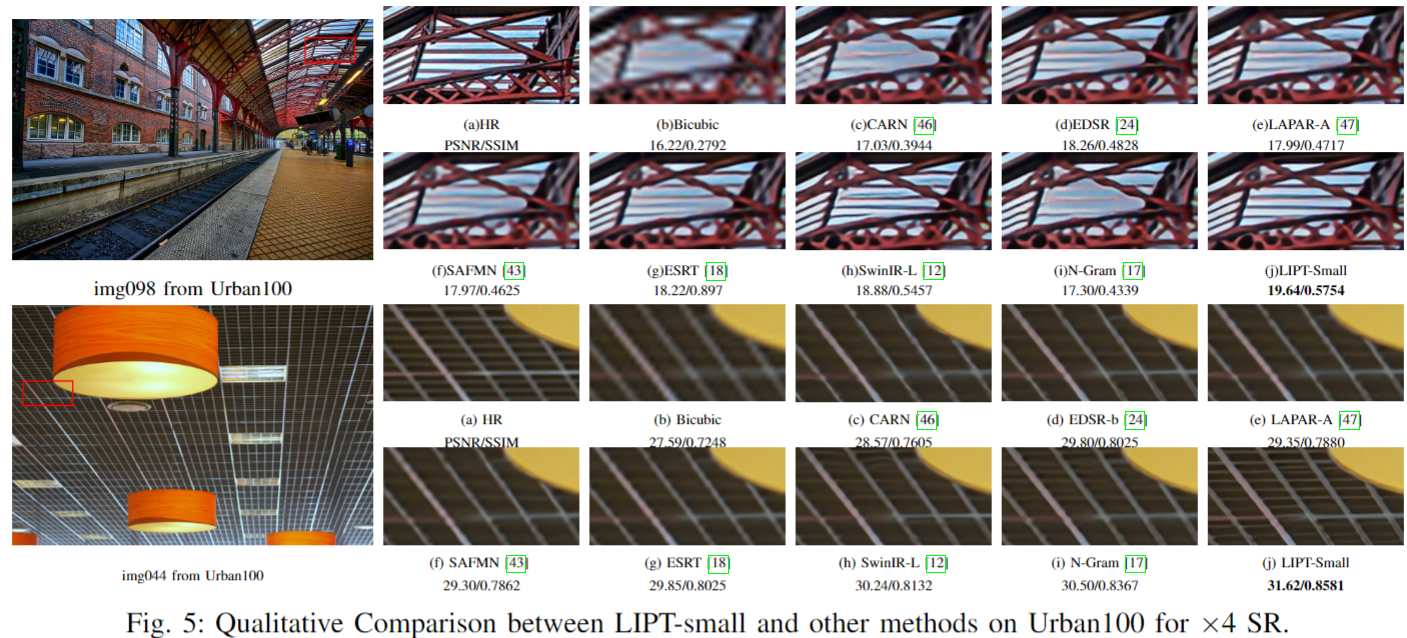 (a)HR
PSNR/SSIM
(b)Bicubic
16.22/0.2792
(c)CARN [46]
17.03/0.3944
(d)EDSR [24]
18.26/0.4828
(e)LAPAR-A [47]
17.99/0.4717
(f)SAFMN [43]
17.97/0.4625
(g)ESRT [18]
18.22/0.897
(h)SwinIR-L [12]
18.88/0.5457
(i)N-Gram [17]
17.30/0.4339
(j)LIPT-Small
19.64/0.5754
img098 from Urban100
(a) HR
PSNR/SSIM
(b) Bicubic
27.59/0.7248
(c) CARN [46]
28.57/0.7605
(d) EDSR-b [24]
29.80/0.8025
(e) LAPAR-A [47]
29.35/0.7880
(f) SAFMN [43]
29.30/0.7862
(g) ESRT [18]
29.85/0.8025
(h) SwinIR-L [12]
30.24/0.8132
(i) N-Gram [17]
30.50/0.8367
(j) LIPT-Small
31.62/0.8581
img044 from Urban100
Fig. 5: Qualitative Comparison between LIPT-small and other methods on Urban100 for ×4 SR.